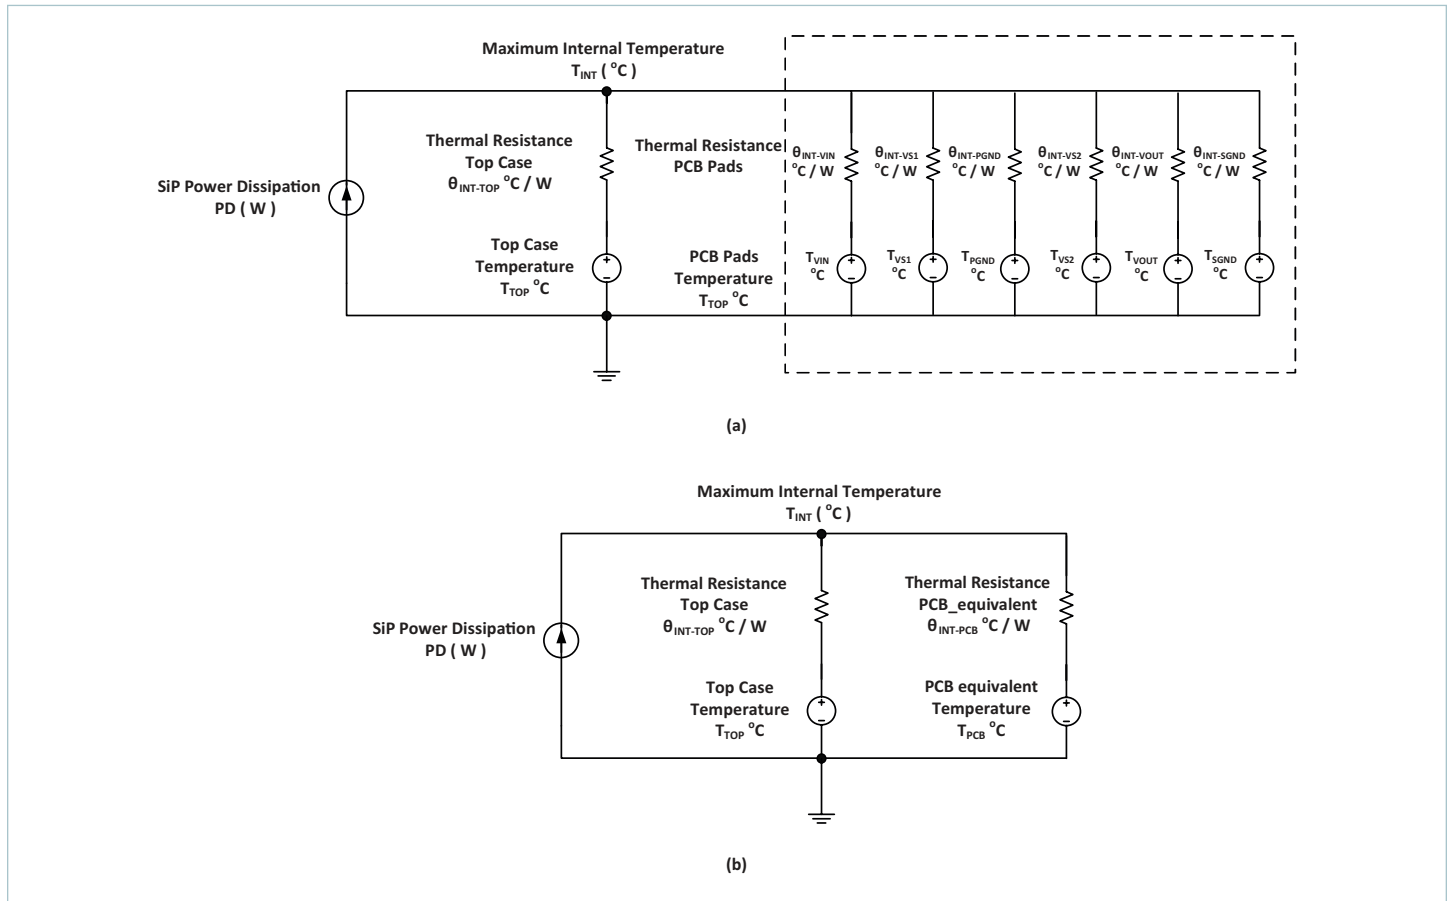 Maximum Internal Temperature
T_INT ( °C )
Thermal Resistance
Top Case
θ_INT-TOP °C / W
Thermal Resistance
PCB Pads
θ_INT-VIN
°C / W
θ_INT-VS1
°C / W
θ_INT-PGND
°C / W
θ_INT-VS2
°C / W
θ_INT-VOUT
°C / W
θ_INT-SGND
°C / W
SiP Power Dissipation
PD ( W )
Top Case
Temperature
T_TOP °C
PCB Pads
Temperature
T_TOP °C
T_VIN
°C
T_VS1
°C
T_PGND
°C
T_VS2
°C
T_VOUT
°C
T_SGND
°C
+
−
+
−
+
−
+
−
+
−
+
−
+
−
(a)
Maximum Internal Temperature
T_INT ( °C )
Thermal Resistance
Top Case
θ_INT-TOP °C / W
Thermal Resistance
PCB_equivalent
θ_INT-PCB °C / W
SiP Power Dissipation
PD ( W )
Top Case
Temperature
T_TOP °C
PCB equivalent
Temperature
T_PCB °C
+
−
+
−
(b)